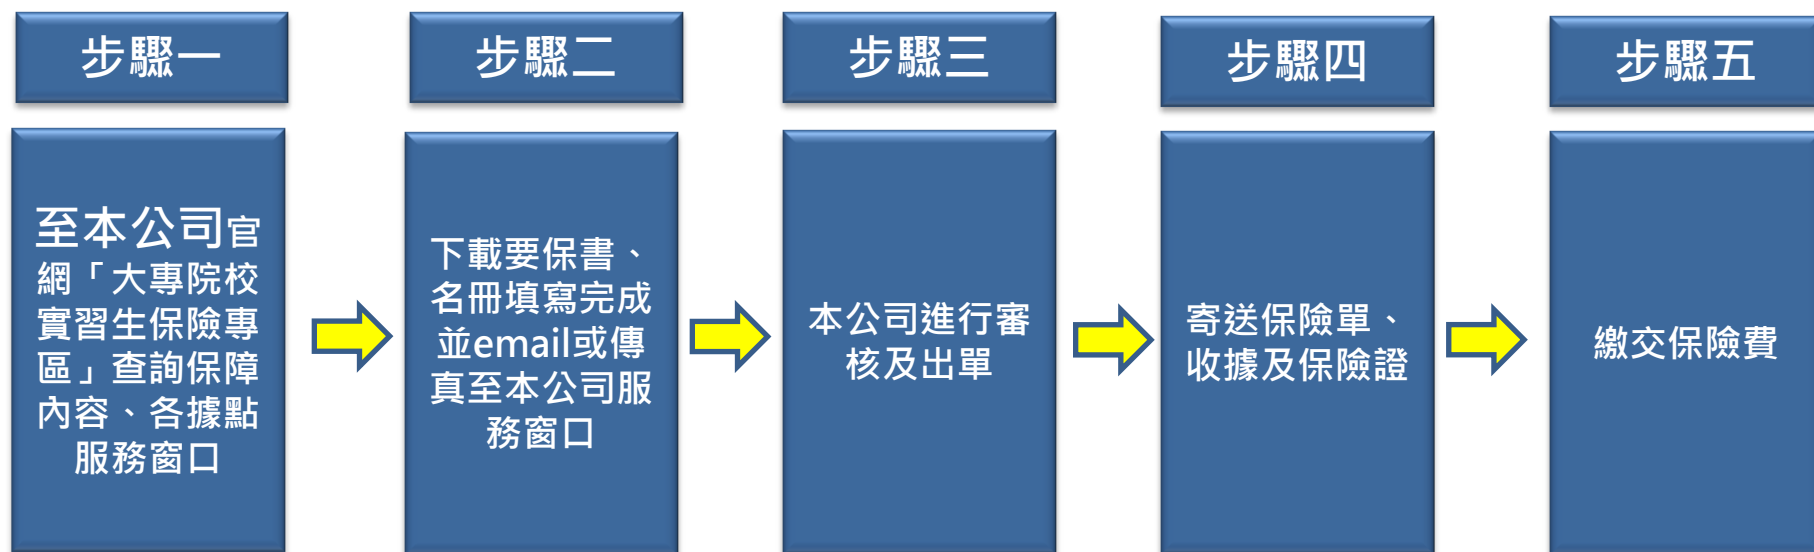 步驟一
至本公司官
網「大專院校
實習生保險專
區」查詢保障
內容、各據點
服務窗口
步驟二
下載要保書、
名冊填寫完成
並email或傳
真至本公司服
務窗口
步驟三
本公司進行審
核及出單
步驟四
寄送保險單、
收據及保險證
步驟五
繳交保險費